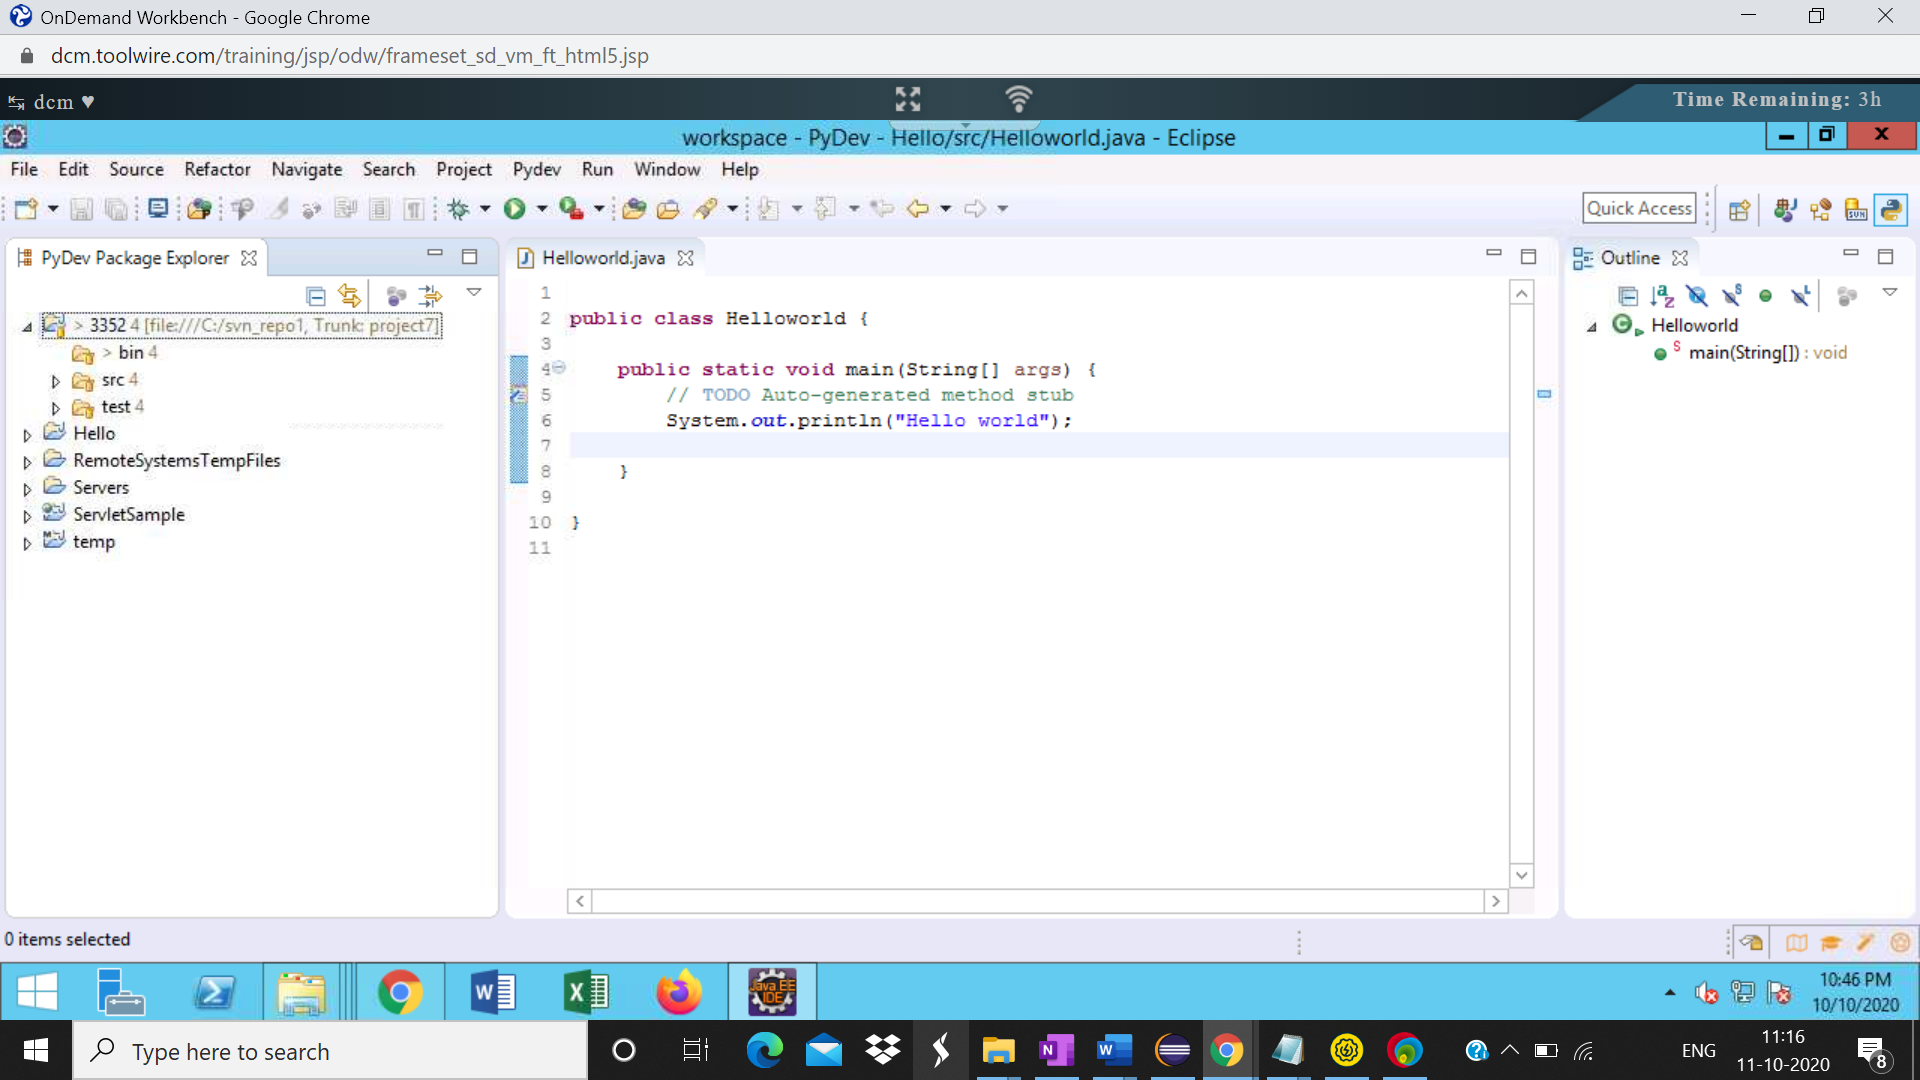 OnDemand Workbench - Google Chrome
dcm.toolwire.com/training/jsp/odw/frameset_sd_vm_ft_html5.jsp
dcm ♥
Time Remaining: 3h
workspace - PyDev - Hello/src/Helloworld.java - Eclipse
File Edit Source Refactor Navigate Search Project Pydev Run Window Help
Quick Access
PyDev Package Explorer
> 3352 4 [file:///C:/svn_repo1, Trunk: project7]
> bin 4
src 4
test 4
Hello
RemoteSystemsTempFiles
Servers
ServletSample
temp
Helloworld.java
1
2 public class Helloworld {
3
4 public static void main(String[] args) {
5 // TODO Auto-generated method stub
6 System.out.println("Hello world");
7
8 }
9
10 }
11
Outline
Helloworld
main(String[]) : void
0 items selected
Java EE
IDE
10:46 PM
10/10/2020
Type here to search
ENG
11:16
11-10-2020
8